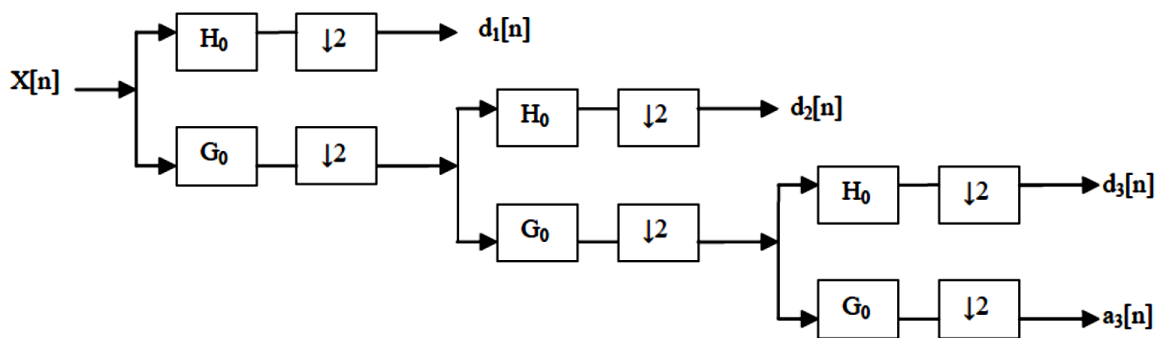 H₀ ↓2 d₁[n]
X[n]
H₀ ↓2 d₂[n]
G₀ ↓2
H₀ ↓2 d₃[n]
G₀ ↓2
G₀ ↓2 a₃[n]